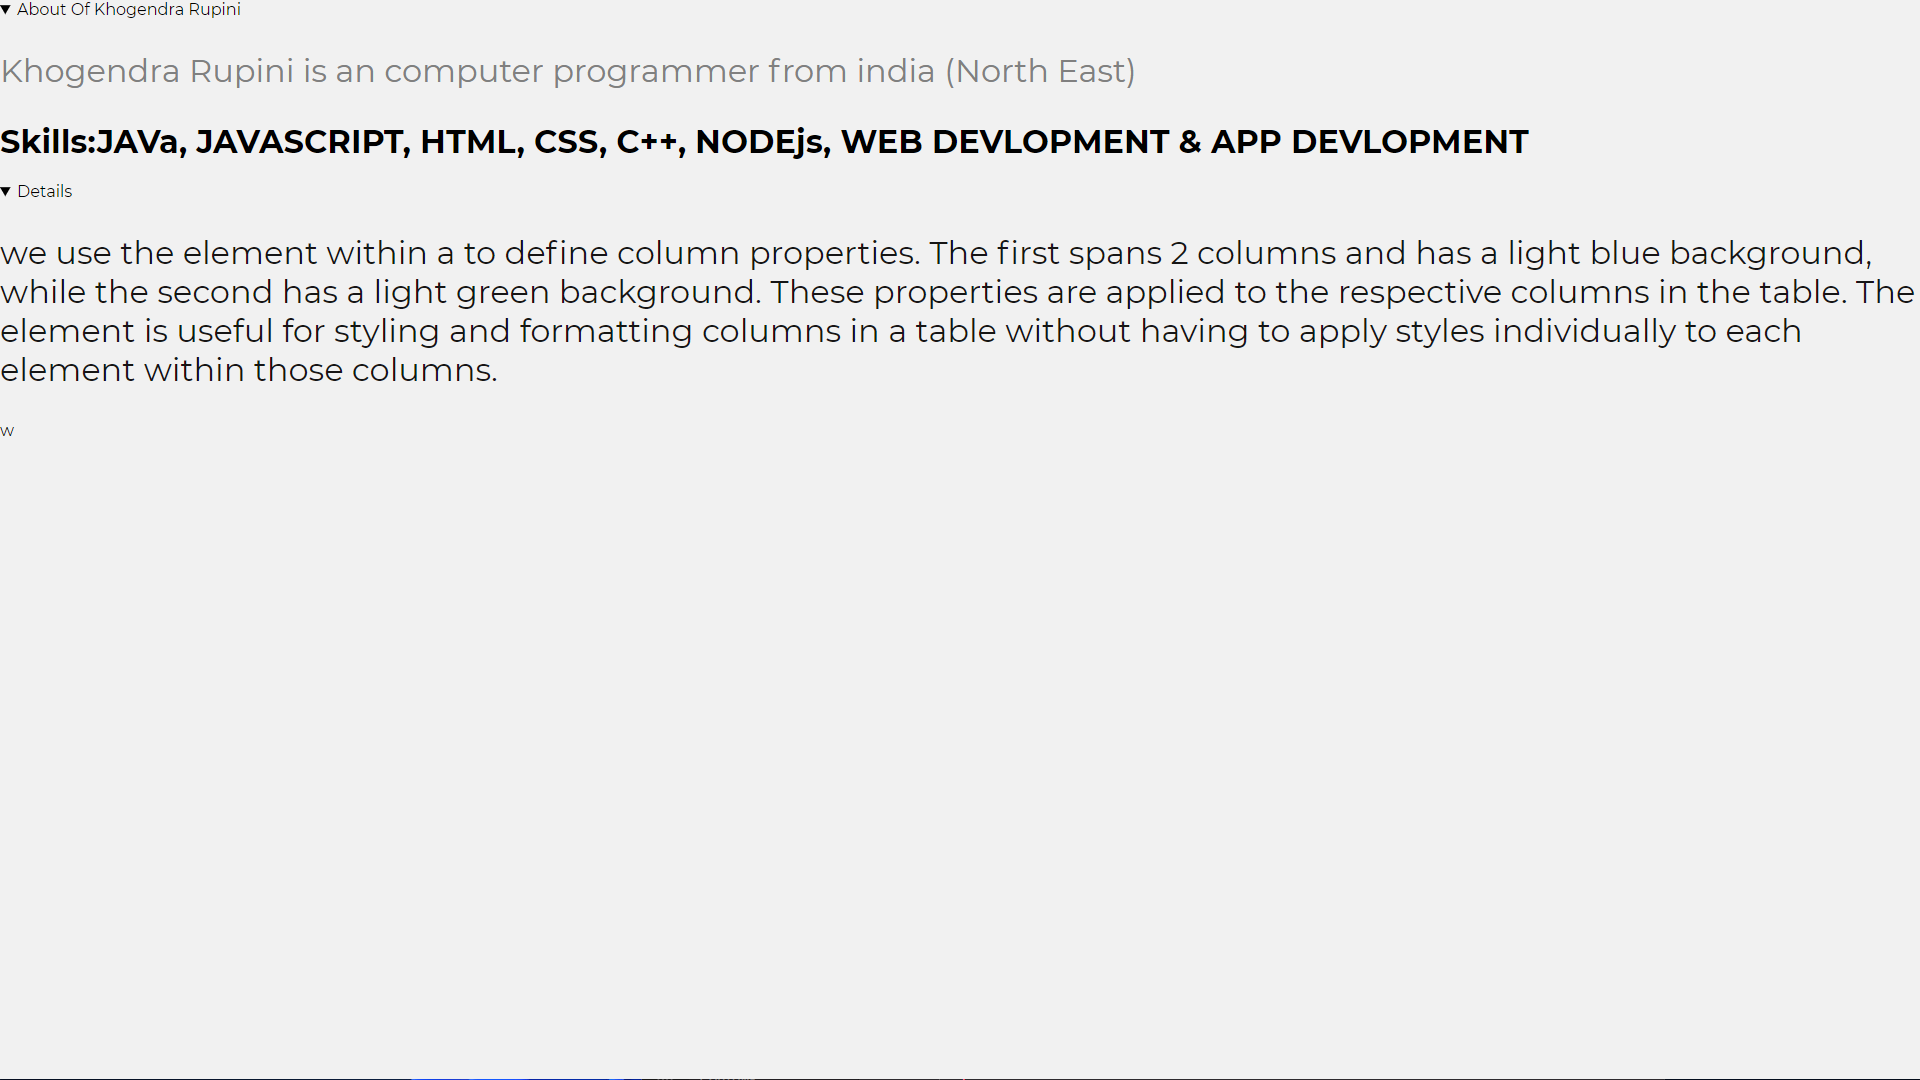 About Of Khogendra Rupini
Khogendra Rupini is an computer programmer from india (North East)
Skills:JAVa, JAVASCRIPT, HTML, CSS, C++, NODEjs, WEB DEVLOPMENT & APP DEVLOPMENT
Details
we use the element within a to define column properties. The first spans 2 columns and has a light blue background,
while the second has a light green background. These properties are applied to the respective columns in the table. The
element is useful for styling and formatting columns in a table without having to apply styles individually to each
element within those columns.
w